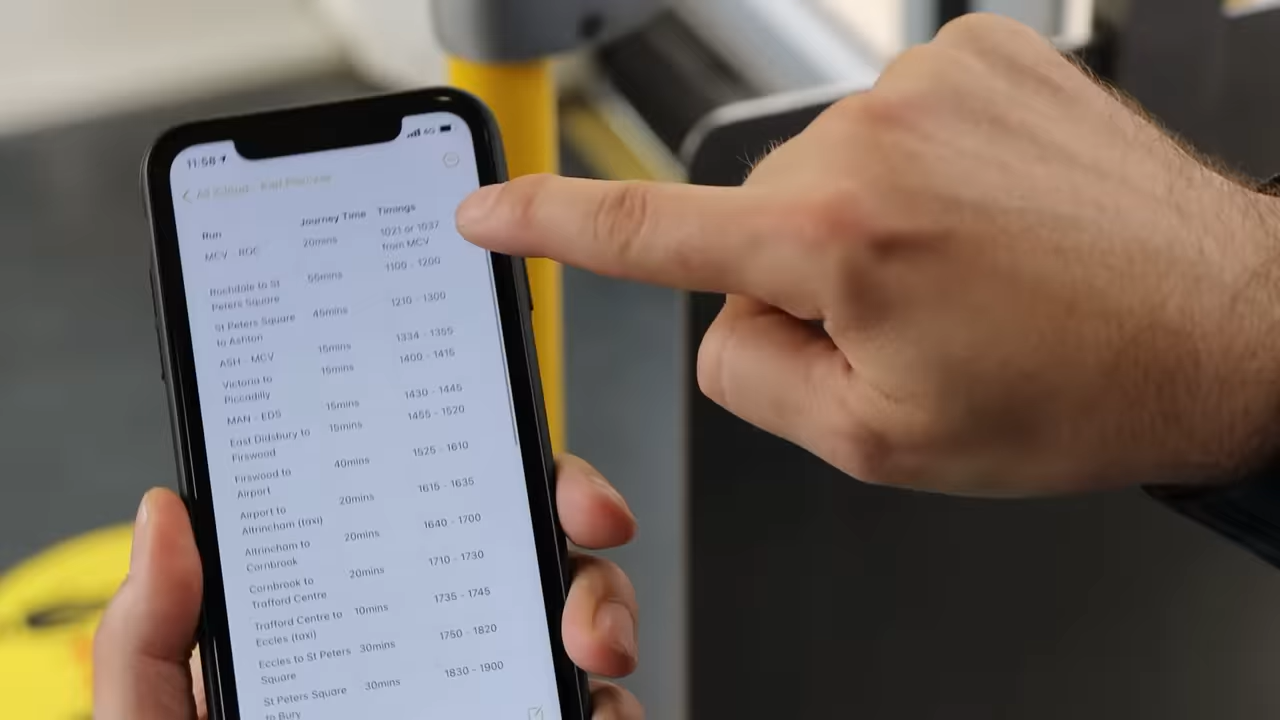 11:58 4G
Run Journey Time Timings
MCV - ROC 20mins 1021 or 1037
from MCV
Rochdale to St 55mins 1100 - 1200
Peters Square
St Peters Square 45mins 1210 - 1300
to Ashton
ASH - MCV 15mins 1334 - 1355
Victoria to 15mins 1400 - 1415
Piccadilly
MAN - EDS 15mins 1430 - 1445
East Didsbury to 15mins 1455 - 1520
Firswood
Firswood to 40mins 1525 - 1610
Airport
Airport to 20mins 1615 - 1635
Altrincham (taxi)
Altrincham to 20mins 1640 - 1700
Cornbrook
Cornbrook to 20mins 1710 - 1730
Trafford Centre
Trafford Centre to 10mins 1735 - 1745
Eccles (taxi)
Eccles to St Peters 30mins 1750 - 1820
Square
St Peters Square 30mins 1830 - 1900
to Bury